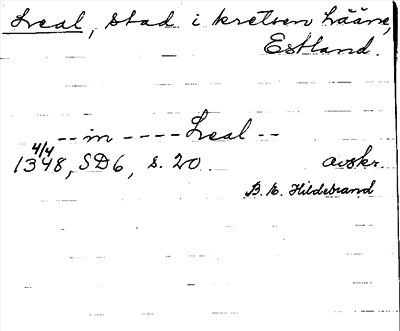 Leal, stad i kretsen Lääne,
Estland.
-- in ---- Leal --
4/4
1348, SD6, s. 20 avskr.
B. E. Hildebrand